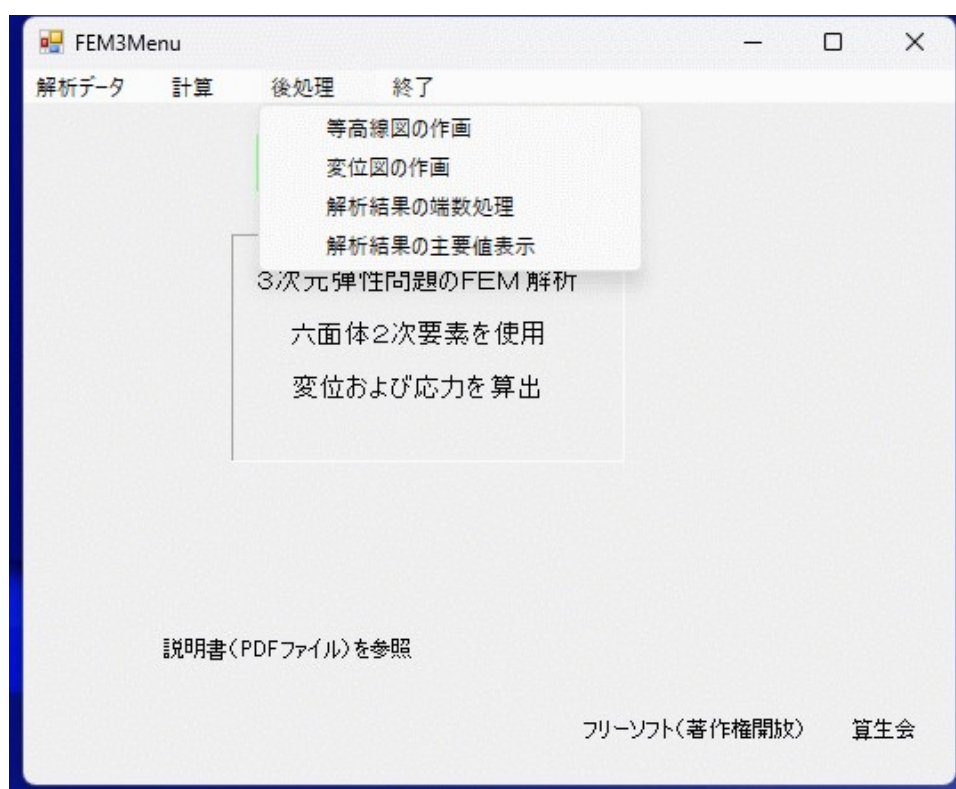 FEM3Menu
解析データ 計算 後処理 終了
等高線図の作画
変位図の作画
解析結果の端数処理
解析結果の主要値表示
3次元弾性問題のFEM解析
六面体2次要素を使用
変位および応力を算出
説明書(PDFファイル)を参照
フリーソフト(著作権開放) 算生会